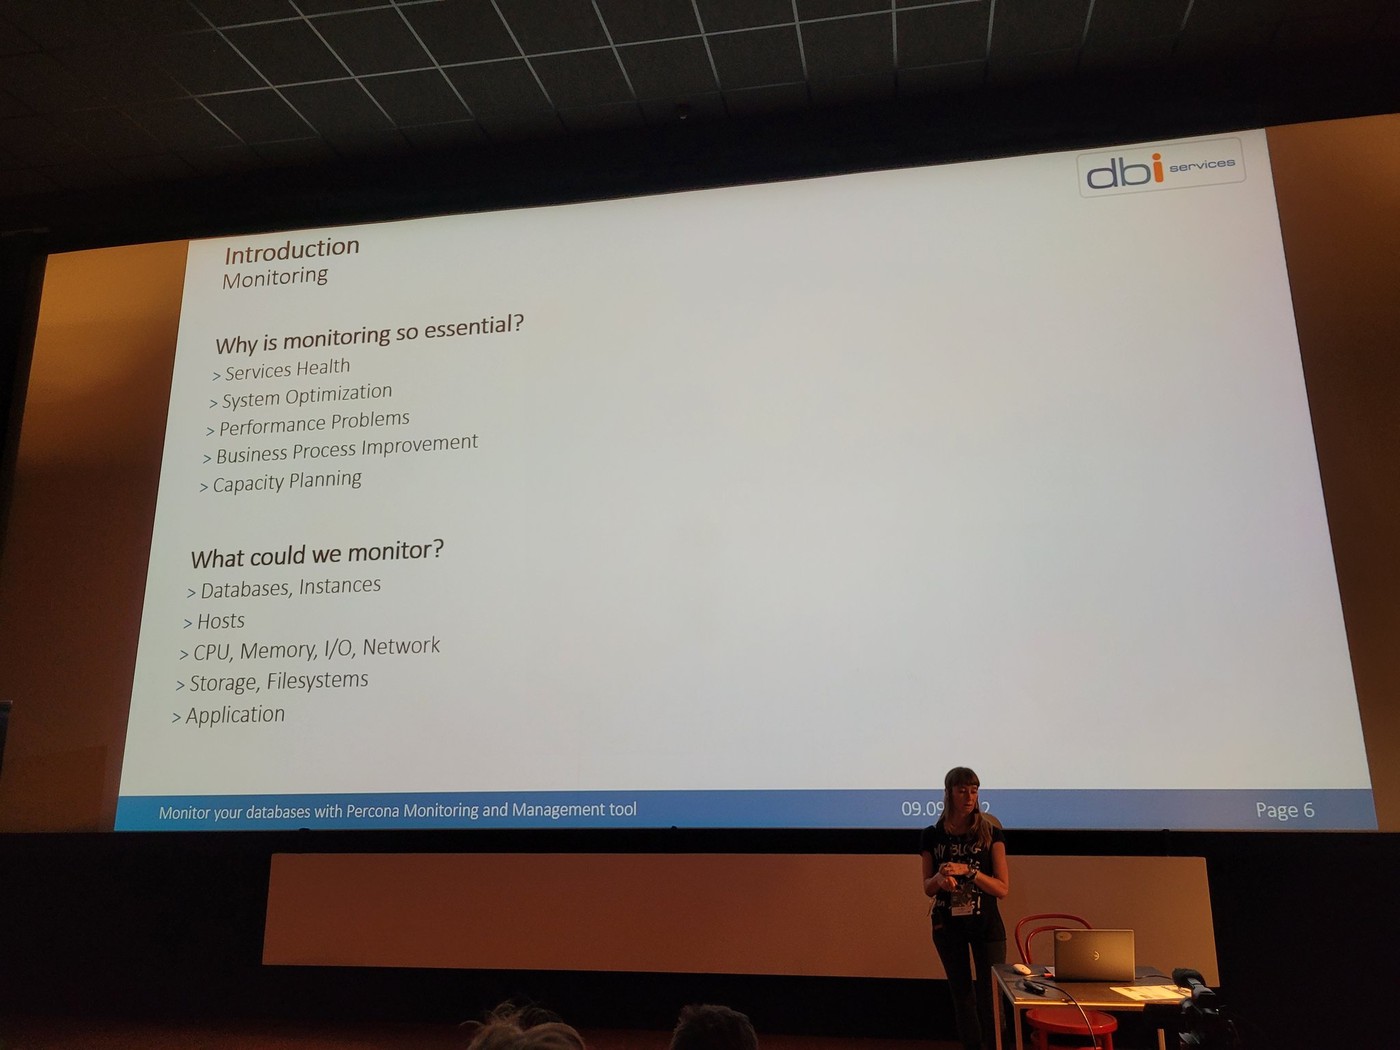 dbi services
Introduction
Monitoring
Why is monitoring so essential?
> Services Health
> System Optimization
> Performance Problems
> Business Process Improvement
> Capacity Planning
What could we monitor?
> Databases, Instances
> Hosts
> CPU, Memory, I/O, Network
> Storage, Filesystems
> Application
Monitor your databases with Percona Monitoring and Management tool
Page 6
MY BLOG